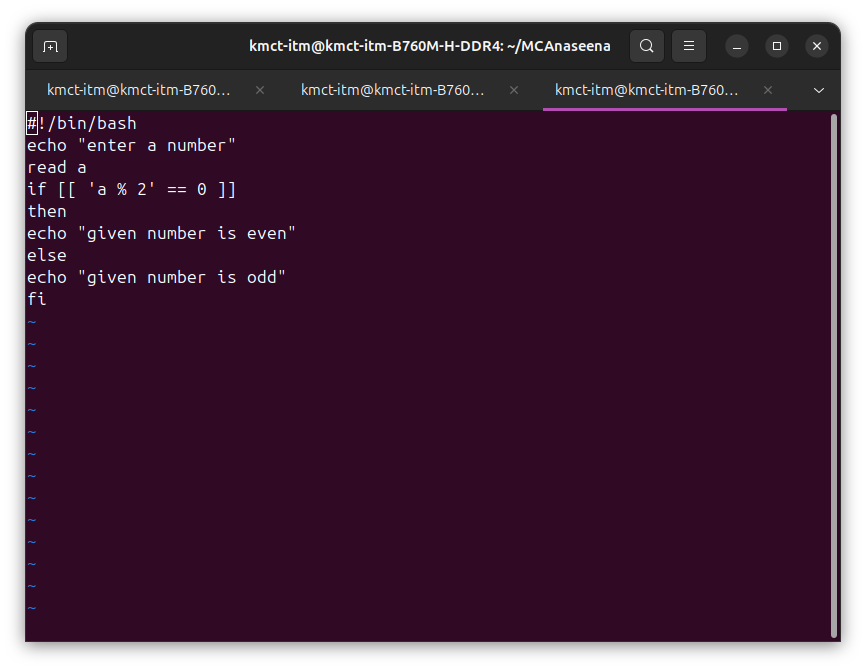 kmct-itm@kmct-itm-B760M-H-DDR4: ~/MCAnaseena
kmct-itm@kmct-itm-B760... kmct-itm@kmct-itm-B760... kmct-itm@kmct-itm-B760...
#!/bin/bash
echo "enter a number"
read a
if [[ 'a % 2' == 0 ]]
then
echo "given number is even"
else
echo "given number is odd"
fi
~
~
~
~
~
~
~
~
~
~
~
~
~
~